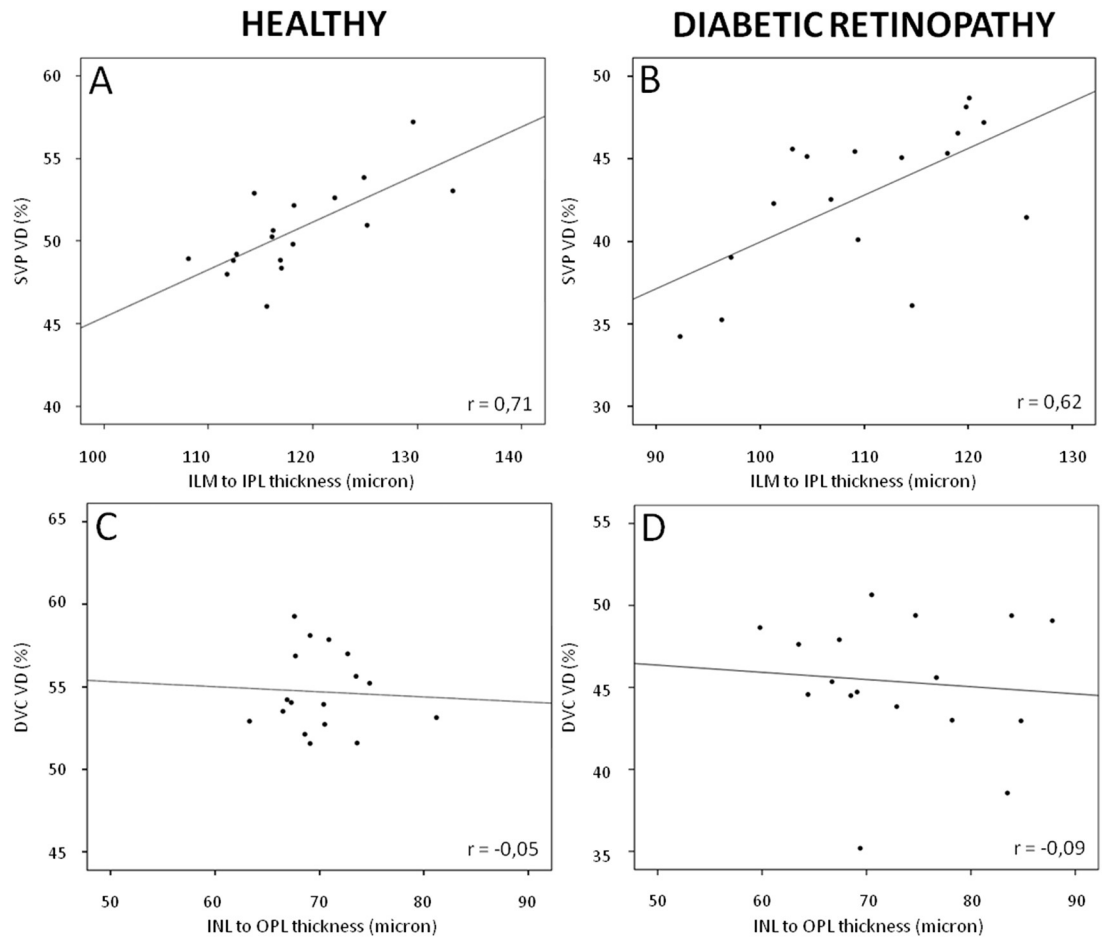 HEALTHY
DIABETIC RETINOPATHY
A
60
55
50
45
40
SVP VD (%)
r = 0,71
100 110 120 130 140
ILM to IPL thickness (micron)
B
50
45
40
35
30
SVP VD (%)
r = 0,62
90 100 110 120 130
ILM to IPL thickness (micron)
C
65
60
55
50
45
DVC VD (%)
r = -0,05
50 60 70 80 90
INL to OPL thickness (micron)
D
55
50
45
40
35
DVC VD (%)
r = -0,09
50 60 70 80 90
INL to OPL thickness (micron)